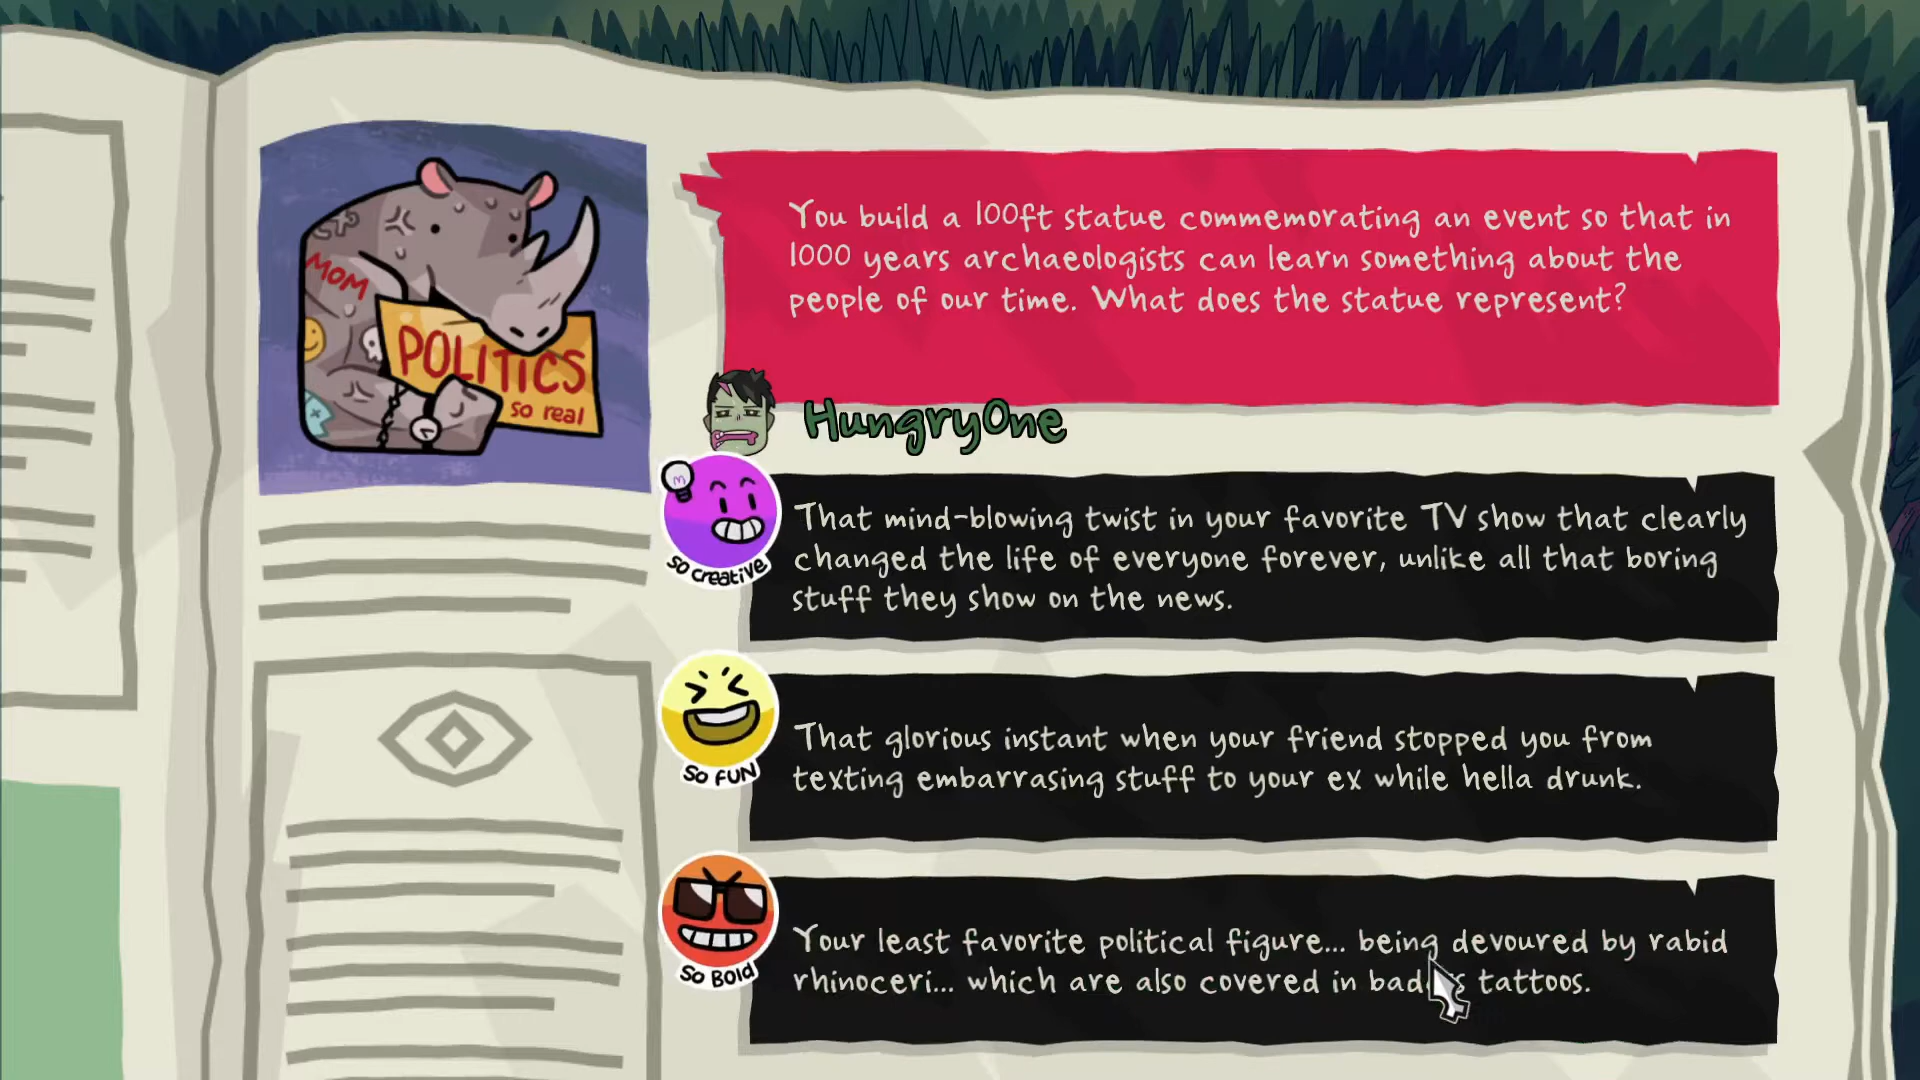 MOM
POLITICS
so real
You build a 100ft statue commemorating an event so that in
1000 years archaeologists can learn something about the
people of our time. What does the statue represent?
HungryOne
so creative
That mind-blowing twist in your favorite TV show that clearly
changed the life of everyone forever, unlike all that boring
stuff they show on the news.
so FUN
That glorious instant when your friend stopped you from
texting embarrasing stuff to your ex while hella drunk.
so Bold
Your least favorite political figure... being devoured by rabid
rhinoceri... which are also covered in tattoos.